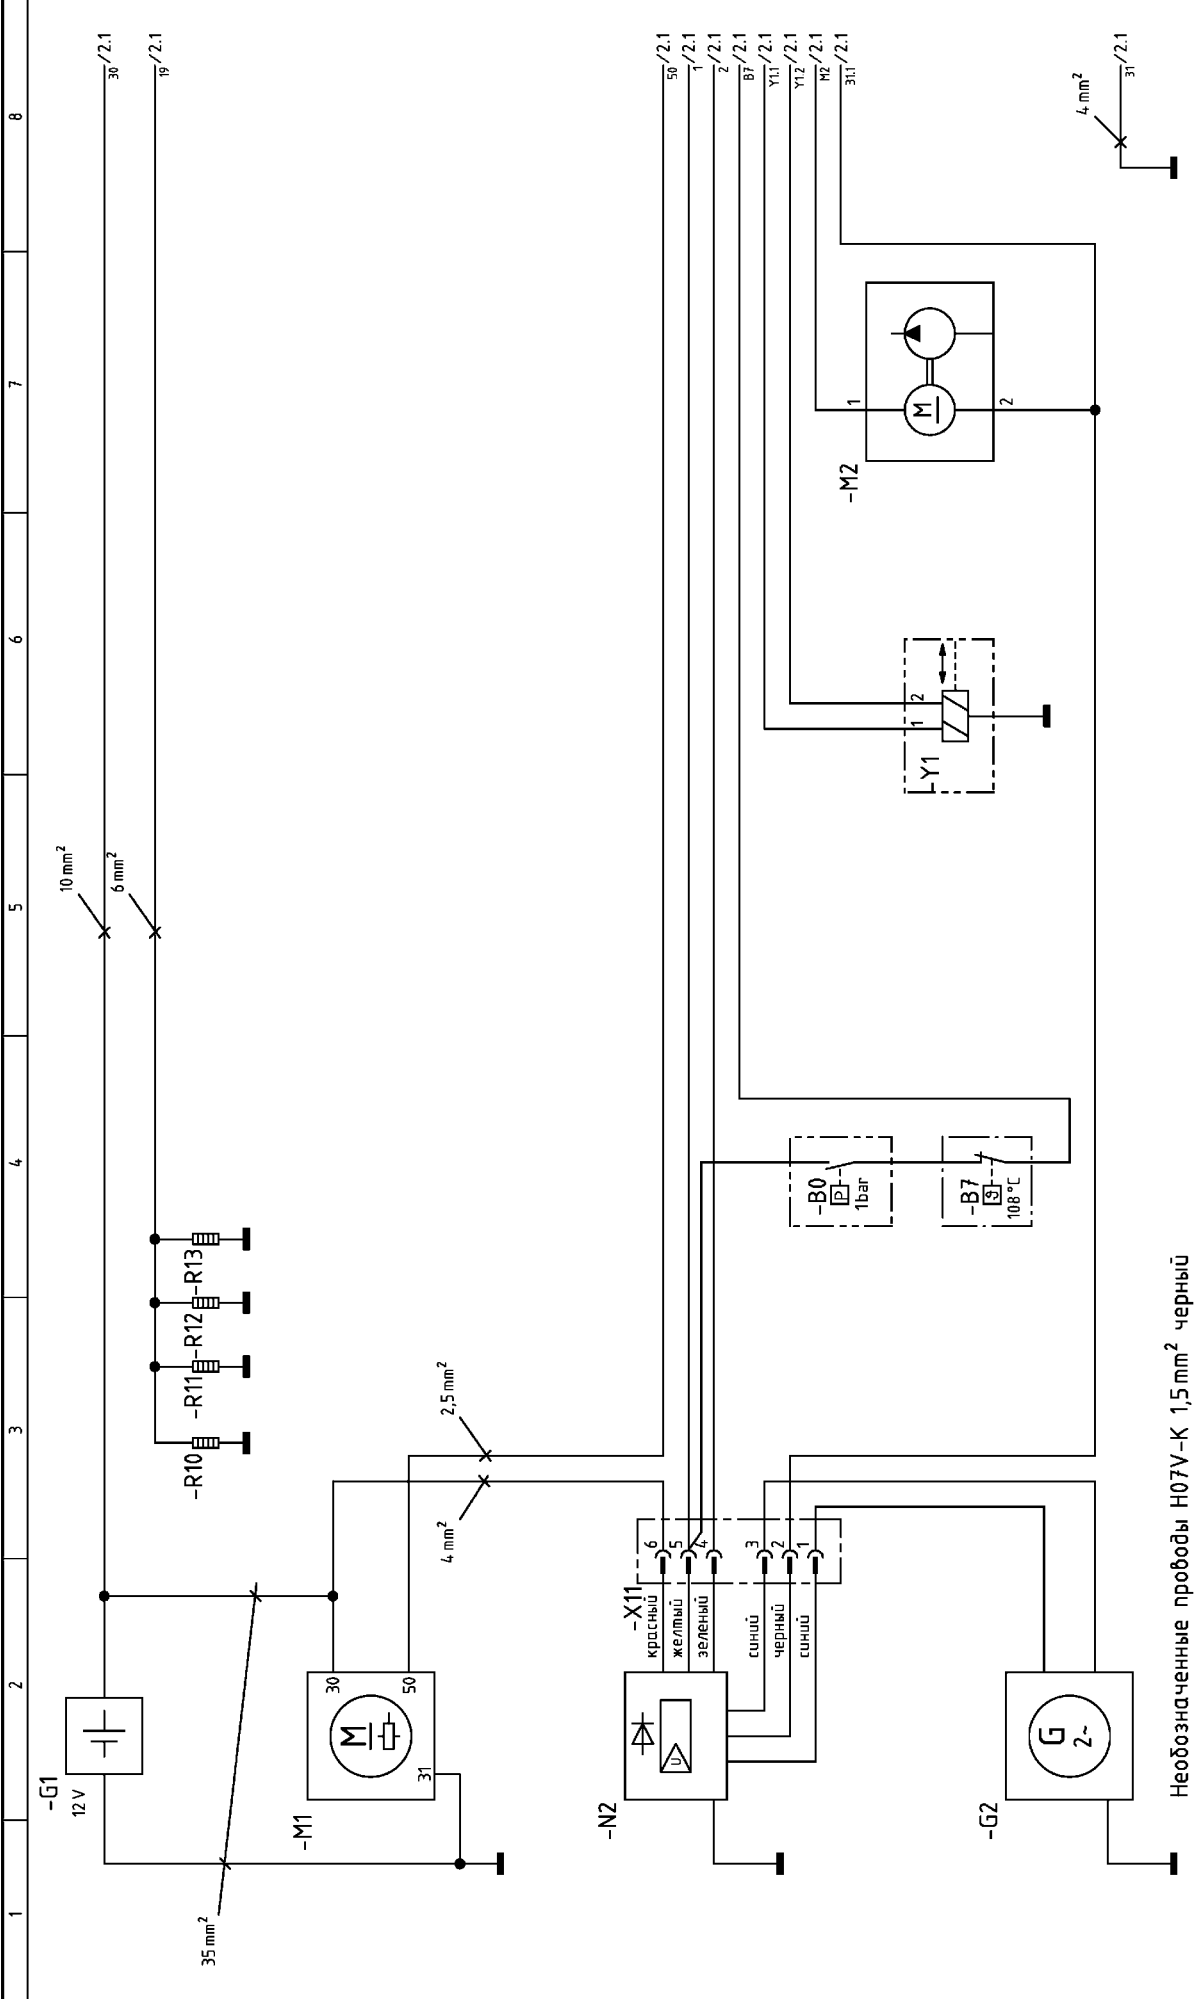 1
2
3
4
5
6
7
8
/2.1
30
/2.1
19
10 mm²
6 mm²
-G1
12 V
35 mm²
-R10
-R11
-R12
-R13
-M1
30
50
31
M
4 mm²
2,5 mm²
/2.1
50
/2.1
1
/2.1
2
/2.1
B7
/2.1
Y1.1
/2.1
Y1.2
/2.1
M2
/2.1
31.1
-N2
U
-X11
красный
желтый
зеленый
синий
черный
синий
6
5
4
3
2
1
-B0
P
1bar
-B7
ϑ
108 °C
-Y1
1
2
-M2
1
M
2
-G2
G
2~
4 mm²
/2.1
31
Необозначенные проводы H07V-K 1,5 mm² черный